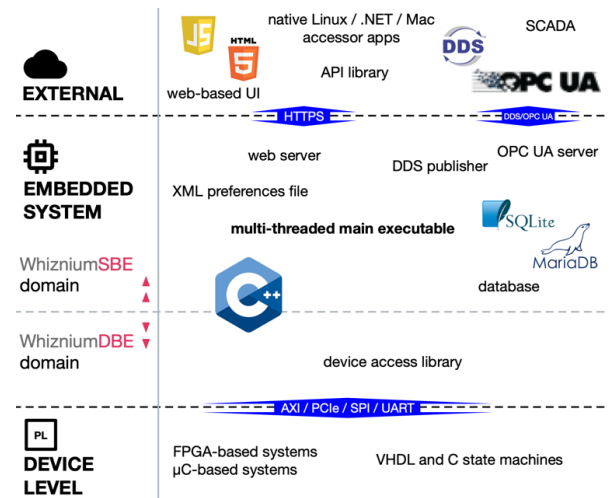 JS
HTML
5
native Linux / .NET / Mac
accessor apps
DDS
SCADA
API library
OPC UA
EXTERNAL
web-based UI
HTTPS
DDS/OPC UA
web server
OPC UA server
DDS publisher
EMBEDDED
SYSTEM
XML preferences file
multi-threaded main executable
SQLite
MariaDB
WhizniumSBE
domain
C++
database
WhizniumDBE
domain
device access library
AXI / PCIe / SPI / UART
PL
DEVICE
LEVEL
FPGA-based systems
µC-based systems
VHDL and C state machines